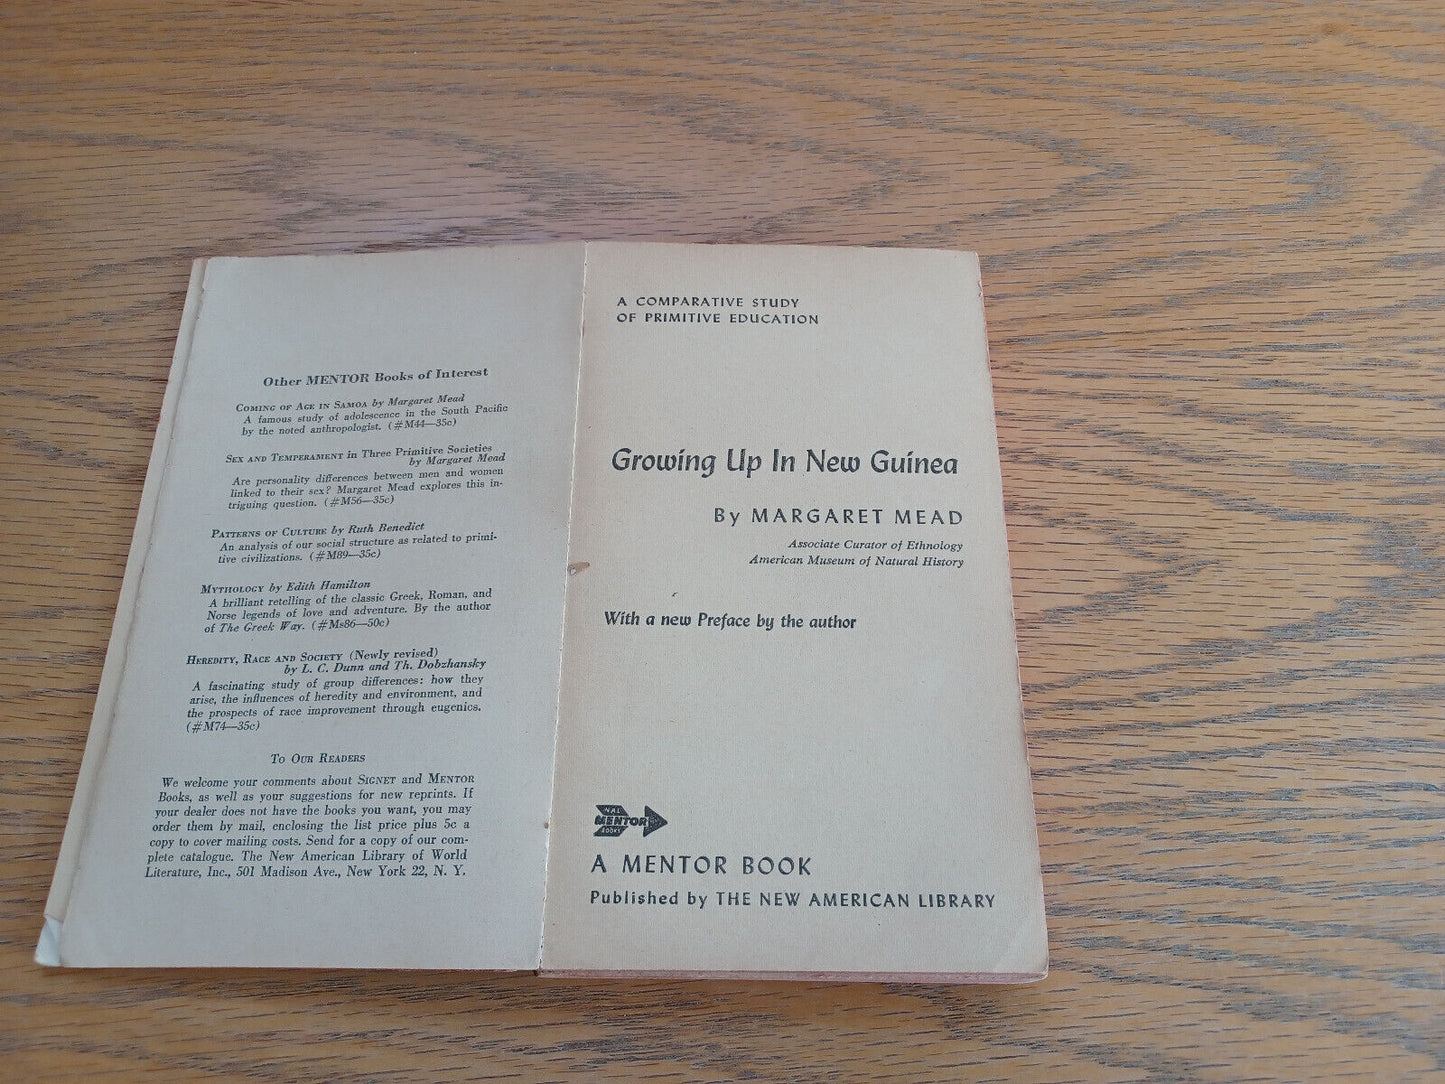 Other MENTOR Books of Interest
COMING OF AGE IN SAMOA by Margaret Mead
A famous study of adolescence in the South Pacific
by the noted anthropologist. (#M44—35c)
SEX AND TEMPERAMENT in Three Primitive Societies
by Margaret Mead
Are personality differences between men and women
linked to their sex? Margaret Mead explores this in-
triguing question. (#M56—35c)
PATTERNS OF CULTURE by Ruth Benedict
An analysis of our social structure as related to primi-
tive civilizations. (#M89—35c)
MYTHOLOGY by Edith Hamilton
A brilliant retelling of the classic Greek, Roman, and
Norse legends of love and adventure. By the author
of The Greek Way. (#Ms86—50c)
HEREDITY, RACE AND SOCIETY (Newly revised)
by L. C. Dunn and Th. Dobzhansky
A fascinating study of group differences: how they
arise, the influences of heredity and environment, and
the prospects of race improvement through eugenics.
(#M74—35c)
TO OUR READERS
We welcome your comments about SIGNET and MENTOR
Books, as well as your suggestions for new reprints. If
your dealer does not have the books you want, you may
order them by mail, enclosing the list price plus 5c a
copy to cover mailing costs. Send for a copy of our com-
plete catalogue. The New American Library of World
Literature, Inc., 501 Madison Ave., New York 22, N. Y.
A COMPARATIVE STUDY
OF PRIMITIVE EDUCATION
Growing Up In New Guinea
By MARGARET MEAD
Associate Curator of Ethnology
American Museum of Natural History
With a new Preface by the author
NAL
MENTOR
BOOKS
A MENTOR BOOK
Published by THE NEW AMERICAN LIBRARY